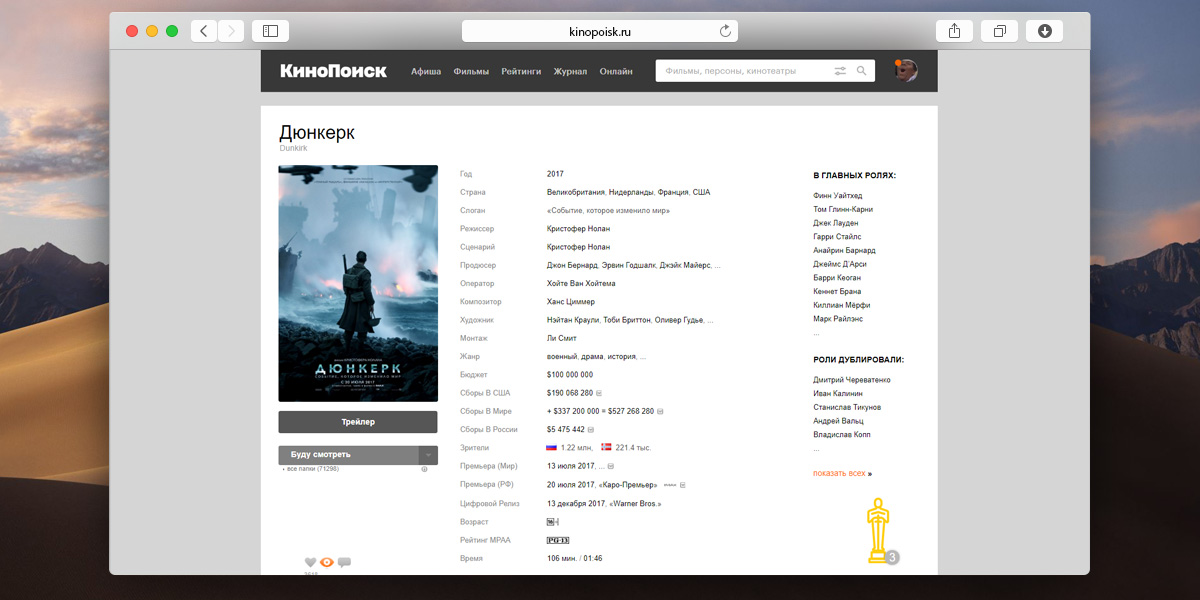 kinopoisk.ru
КиноПоиск Афиша Фильмы Рейтинги Журнал Онлайн Фильмы, персоны, кинотеатры
Дюнкерк
Dunkirk
ДЮНКЕРК
СОБЫТИЕ, КОТОРОЕ ИЗМЕНИЛО МИР
Трейлер
Буду смотреть
• все папки (71298)
Год 2017
Страна Великобритания, Нидерланды, Франция, США
Слоган «Событие, которое изменило мир»
Режиссер Кристофер Нолан
Сценарий Кристофер Нолан
Продюсер Джон Бернард, Эрвин Годшалк, Джэйк Майерс, ...
Оператор Хойте Ван Хойтема
Композитор Ханс Циммер
Художник Нэйтан Краули, Тоби Бриттон, Оливер Гудье, ...
Монтаж Ли Смит
Жанр военный, драма, история, ...
Бюджет $100 000 000
Сборы В США $190 068 280
Сборы В Мире + $337 200 000 = $527 268 280
Сборы В России $5 475 442
Зрители 1.22 млн, 221.4 тыс.
Премьера (Мир) 13 июля 2017, ...
Премьера (РФ) 20 июля 2017, «Каро-Премьер»
Цифровой Релиз 13 декабря 2017, «Warner Bros.»
Возраст 16+
Рейтинг MPAA PG-13
Время 106 мин. / 01:46
В ГЛАВНЫХ РОЛЯХ:
Финн Уайтхед
Том Глинн-Карни
Джек Лауден
Гарри Стайлс
Анайрин Барнард
Джеймс Д'Арси
Барри Кеоган
Кеннет Брана
Киллиан Мёрфи
Марк Райлэнс
...
РОЛИ ДУБЛИРОВАЛИ:
Дмитрий Череватенко
Иван Калинин
Станислав Тикунов
Андрей Вальц
Владислав Копп
...
показать всех »
3